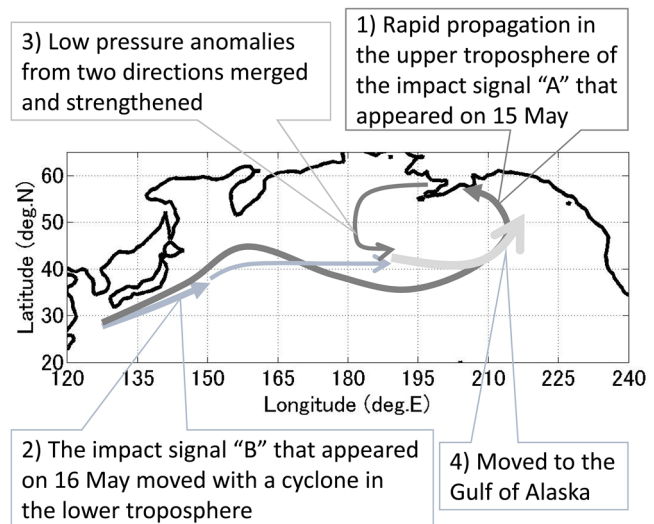 3) Low pressure anomalies
from two directions merged
and strengthened
1) Rapid propagation in
the upper troposphere of
the impact signal “A” that
appeared on 15 May
Latitude (deg.N)
60
50
40
30
20
120 135 150 165 180 195 210 225 240
Longitude (deg.E)
2) The impact signal “B” that appeared
on 16 May moved with a cyclone in
the lower troposphere
4) Moved to the
Gulf of Alaska